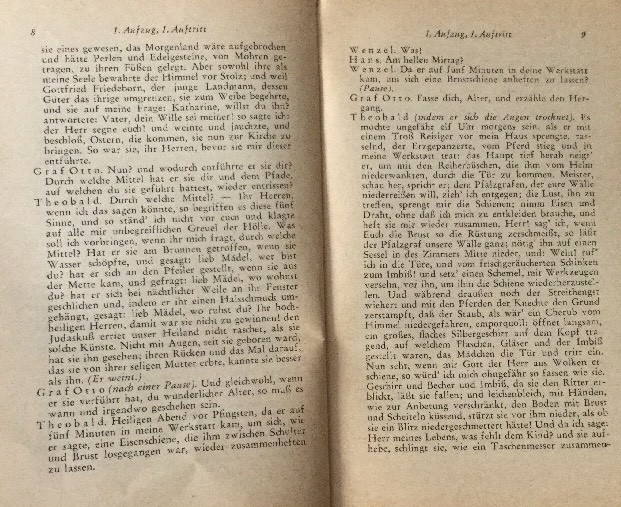 8
I. Aufzug, I. Auftritt
sie eines gewesen, das Morgenland wäre aufgebrochen
und hätte Perlen und Edelgesteine, von Mohren ge-
tragen, zu ihren Füßen gelegt. Aber sowohl ihre als
meine Seele bewahrte der Himmel vor Stolz; und weil
Gottfried Friedeborn, der junge Landmann, dessen
Güter das ihrige umgrenzen, sie zum Weibe begehrte,
und sie auf meine Frage: Katharine, willst du ihn?
antwortete: Vater, dein Wille sei meiner! so sagte ich:
der Herr segne euch! und weinte und jauchzte, und
beschloß, Ostern, die kommen, sie nun zur Kirche zu
bringen. So war sie, ihr Herren, bevor sie mir dieser
entführte.
Graf Otto. Nun? und wodurch entführte er sie dir?
Durch welche Mittel hat er sie dir und dem Pfade,
auf welchen du sie geführt hattest, wieder entrissen?
Theobald. Durch welche Mittel? — Ihr Herren,
wenn ich das sagen könnte, so begriffen es diese fünf
Sinne, und so ständ' ich nicht vor euch und klagte
auf alle mir unbegreiflichen Greuel der Hölle. Was
soll ich vorbringen, wenn ihr mich fragt, durch welche
Mittel? Hat er sie am Brunnen getroffen, wenn sie
Wasser schöpfte, und gesagt: lieb Mädel, wer bist
du? hat er sich an den Pfeiler gestellt, wenn sie aus
der Mette kam, und gefragt: lieb Mädel, wo wohnst
du? hat er sich bei nächtlicher Weile an ihr Fenster
geschlichen und, indem er ihr einen Halsschmuck um-
gehängt, gesagt: lieb Mädel, wo ruhst du? Ihr hoch-
heiligen Herren, damit war sie nicht zu gewinnen! den
Judaskuß erriet unser Heiland nicht rascher, als sie
solche Künste. Nicht mit Augen, seit sie geboren ward,
hat sie ihn gesehen; ihren Rücken und das Mal darauf,
das sie von ihrer seligen Mutter erbte, kannte sie besser
als ihn. (Er weint.)
Graf Otto (nach einer Pause). Und gleichwohl, wenn
er sie verführt hat, du wunderlicher Alter, so muß es
wann und irgendwo geschehen sein.
Theobald. Heiligen Abend vor Pfingsten, da er auf
fünf Minuten in meine Werkstatt kam, um sich, wie
er sagte, eine Eisenschiene, die ihm zwischen Schulter
und Brust losgegangen war, wieder zusammenheften
zu lassen.
I. Aufzug, I. Auftritt
9
Wenzel. Was!
Hans. Am hellen Mittag?
Wenzel. Da er auf fünf Minuten in deine Werkstatt
kam, um sich eine Brustschiene anheften zu lassen?
(Pause).
Graf Otto. Fasse dich, Alter, und erzähle den Her-
gang.
Theobald (indem er sich die Augen trocknet). Es
mochte ungefähr elf Uhr morgens sein, als er mit
einem Troß Reisiger vor mein Haus sprengte, ras-
selnd, der Erzgepanzerte, vom Pferd stieg und in
meine Werkstatt trat: das Haupt tief herab neigt'
er, um mit den Reiherbüschen, die ihm vom Helm
niederwankten, durch die Tür zu kommen. Meister,
schau her, spricht er; dem Pfalzgrafen, der eure Wälle
niederreißen will, zieh' ich entgegen; die Lust, ihn zu
treffen, sprengt mir die Schienen; nimm Eisen und
Draht, ohne daß ich mich zu entkleiden brauche, und
heft sie mir wieder zusammen. Herr! sag' ich, wenn
Euch die Brust so die Rüstung zerschmeißt, so läßt
der Pfalzgraf unsere Wälle ganz; nötig' ihn auf einen
Sessel in des Zimmers Mitte nieder, und: Wein! ruf'
ich in die Türe, und vom frischgeräucherten Schinken
zum Imbiß! und setz' einen Schemel, mit Werkzeugen
versehn, vor ihn, um ihm die Schiene wiederherzustel-
len. Und während draußen noch der Streithengst
wiehert und mit den Pferden der Knechte den Grund
zerstampft, daß der Staub, als wär' ein Cherub vom
Himmel niedergefahren, emporquoll: öffnet langsam,
ein großes, flaches Silbergeschirr auf dem Kopf tra-
gend, auf welchem Flaschen, Gläser und der Imbiß
gestellt waren, das Mädchen die Tür und tritt ein.
Nun seht, wenn mir Gott der Herr aus Wolken er-
schiene, so würd' ich mich ohngefähr so fassen wie sie.
Geschirr und Becher und Imbiß, da sie den Ritter er-
blickt, läßt sie fallen; und leichenbleich, mit Händen,
wie zur Anbetung verschränkt, den Boden mit Brust
und Scheiteln küssend, stürzt sie vor ihm nieder, als ob
sie ein Blitz niedergeschmettert hätte! Und da ich sage:
Herr meines Lebens, was fehlt dem Kind? und sie auf-
hebe, schlingt sie, wie ein Taschenmesser zusammen-